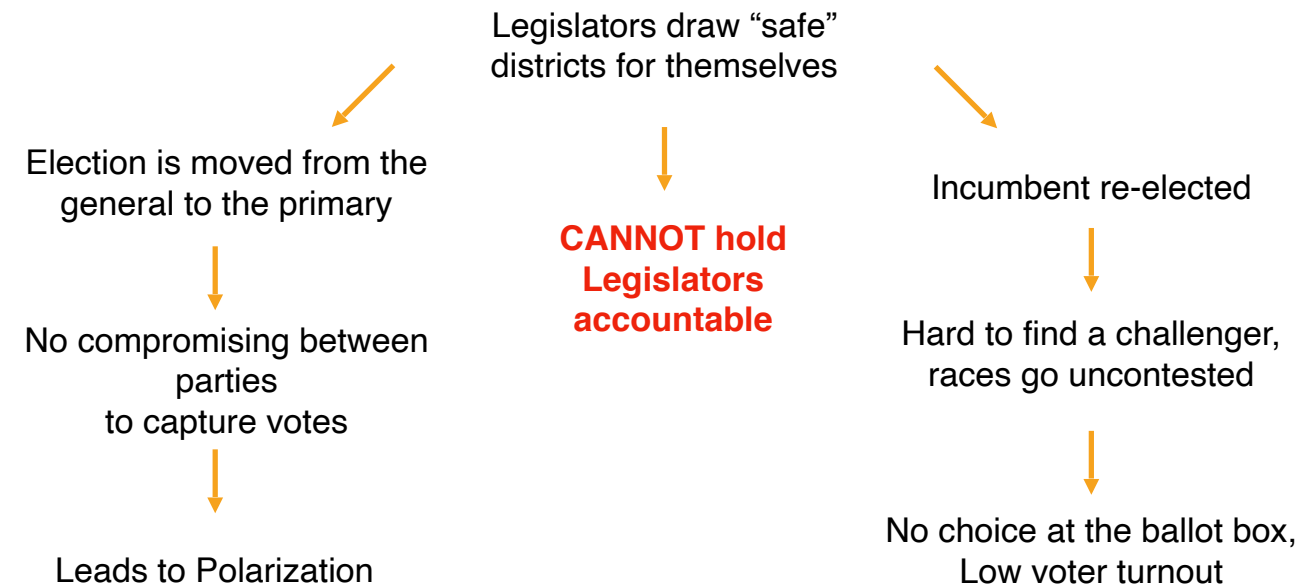 Legislators draw “safe”
districts for themselves
Election is moved from the
general to the primary
No compromising between
parties
to capture votes
Leads to Polarization
CANNOT hold
Legislators
accountable
Incumbent re-elected
Hard to find a challenger,
races go uncontested
No choice at the ballot box,
Low voter turnout